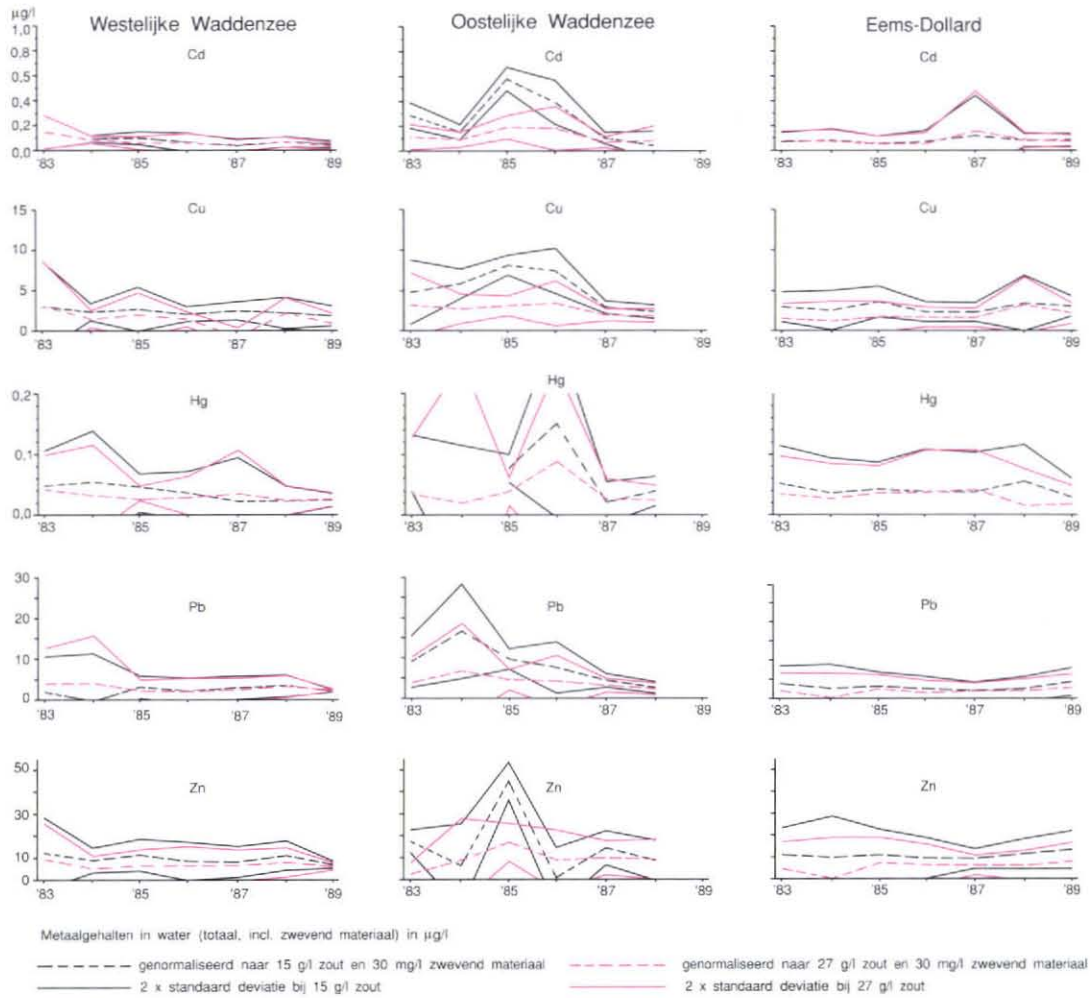 µg/l
Westelijke Waddenzee
Oostelijke Waddenzee
Eems-Dollard
1,0
0,8
0,6
0,4
0,2
0,0
Cd
Cd
Cd
'83 '85 '87 '89
'83 '85 '87 '89
'83 '85 '87 '89
15
10
5
0
Cu
Cu
Cu
'83 '85 '87 '89
'83 '85 '87 '89
'83 '85 '87 '89
0,2
0,1
0,0
Hg
Hg
Hg
'83 '85 '87 '89
'83 '85 '87 '89
'83 '85 '87 '89
30
20
10
0
Pb
Pb
Pb
'83 '85 '87 '89
'83 '85 '87 '89
'83 '85 '87 '89
50
30
10
0
Zn
Zn
Zn
'83 '85 '87 '89
'83 '85 '87 '89
'83 '85 '87 '89
Metaalgehalten in water (totaal, incl. zwevend materiaal) in µg/l
genormaliseerd naar 15 g/l zout en 30 mg/l zwevend materiaal
genormaliseerd naar 27 g/l zout en 30 mg/l zwevend materiaal
2 x standaard deviatie bij 15 g/l zout
2 x standaard deviatie bij 27 g/l zout